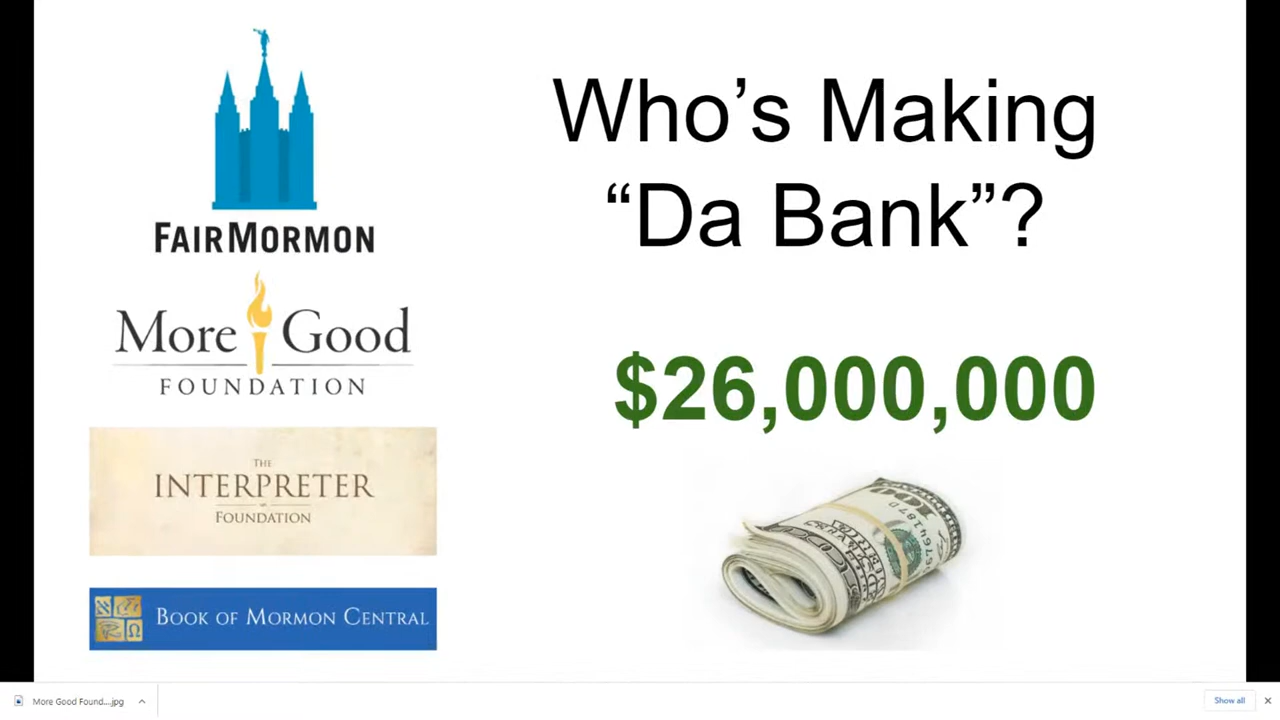 Who’s Making
“Da Bank”?
$26,000,000
FAIRMORMON
More Good
FOUNDATION
THE
INTERPRETER
FOUNDATION
BOOK OF MORMON CENTRAL
More Good Found....jpg
Show all